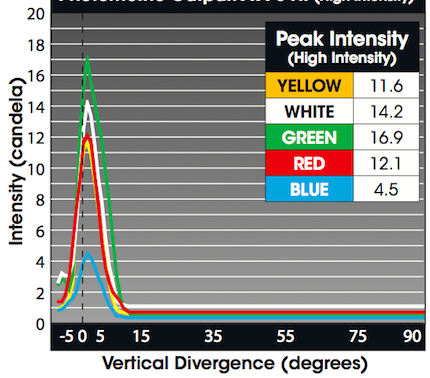 (High Intensity)
Peak Intensity
(High Intensity)
YELLOW 11.6
WHITE 14.2
GREEN 16.9
RED 12.1
BLUE 4.5
Intensity (candela)
20
18
16
14
12
10
8
6
4
2
0
-5 0 5 15 35 55 75 90
Vertical Divergence (degrees)